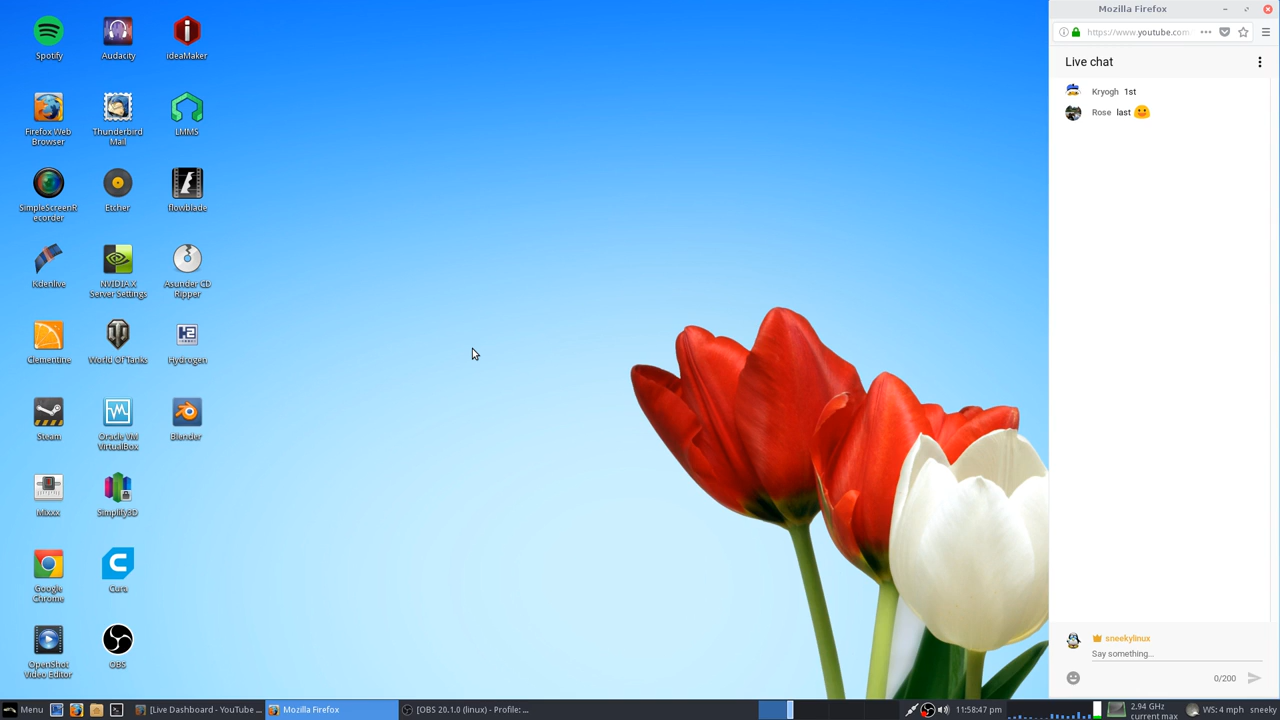 Spotify
Audacity
ideaMaker
Firefox Web
Browser
Thunderbird
Mail
LMMS
SimpleScreenR
ecorder
Etcher
flowblade
Kdenlive
NVIDIA X
Server Settings
Asunder CD
Ripper
Clementine
World Of Tanks
Hydrogen
Steam
Oracle VM
VirtualBox
Blender
Mixxx
Simplify3D
Google
Chrome
Cura
OpenShot
Video Editor
OBS
Mozilla Firefox
https://www.youtube.com
Live chat
Kryogh 1st
Rose last
sneekylinux
Say something...
0/200
Menu
[Live Dashboard - YouTube ...
Mozilla Firefox
[OBS 20.1.0 (linux) - Profile: ...
11:58:47 pm
2.94 GHz
current max
WS: 4 mph
sneeky